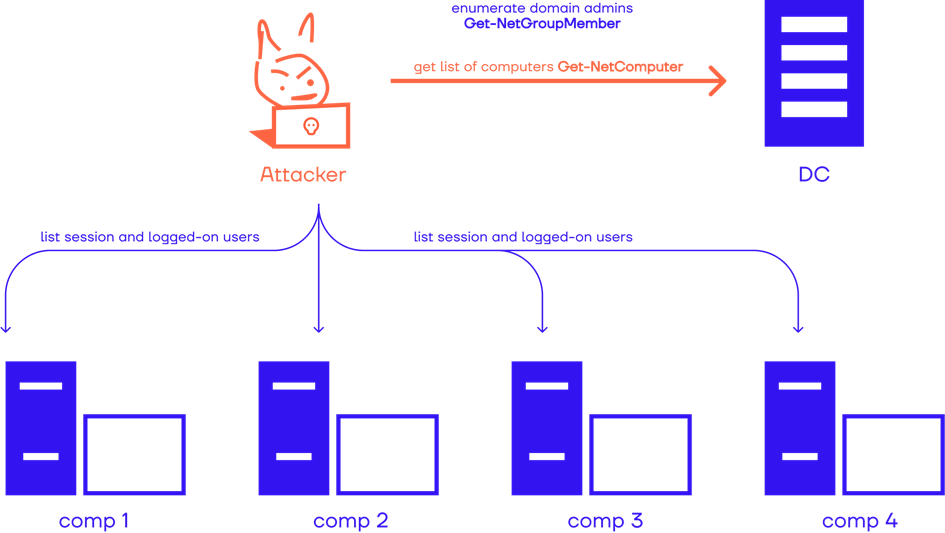 enumerate domain admins
Get-NetGroupMember
get list of computers Get-NetComputer
Attacker
DC
list session and logged-on users
list session and logged-on users
comp 1
comp 2
comp 3
comp 4